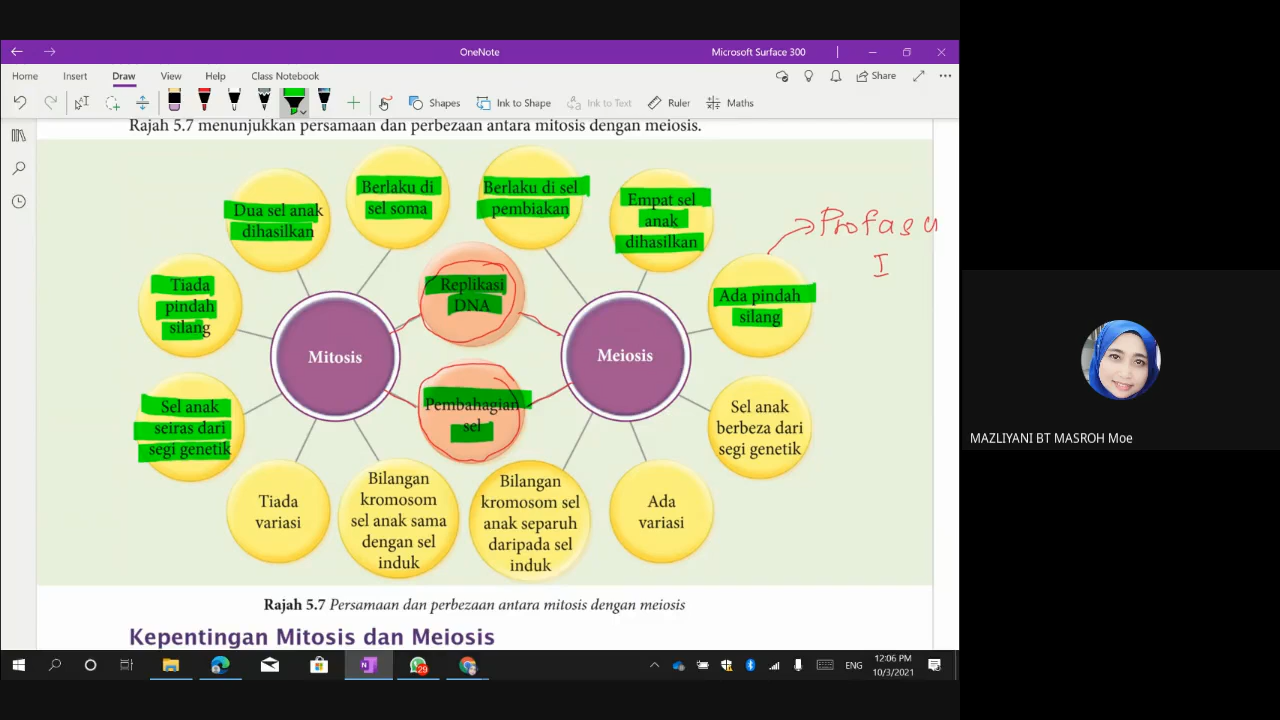 OneNote
Microsoft Surface 300
Home Insert Draw View Help Class Notebook
Share
Shapes Ink to Shape Ink to Text Ruler Maths
Rajah 5.7 menunjukkan persamaan dan perbezaan antara mitosis dengan meiosis.
Dua sel anak
dihasilkan
Berlaku di
sel soma
Berlaku di sel
pembiakan
Empat sel
anak
dihasilkan
Profasa
I
Tiada
pindah
silang
Replikasi
DNA
Ada pindah
silang
Mitosis
Meiosis
Sel anak
seiras dari
segi genetik
Pembahagian
sel
Sel anak
berbeza dari
segi genetik
Tiada
variasi
Bilangan
kromosom
sel anak sama
dengan sel
induk
Bilangan
kromosom sel
anak separuh
daripada sel
induk
Ada
variasi
Rajah 5.7 Persamaan dan perbezaan antara mitosis dengan meiosis
Kepentingan Mitosis dan Meiosis
MAZLIYANI BT MASROH Moe
29
ENG
12:06 PM
10/3/2021